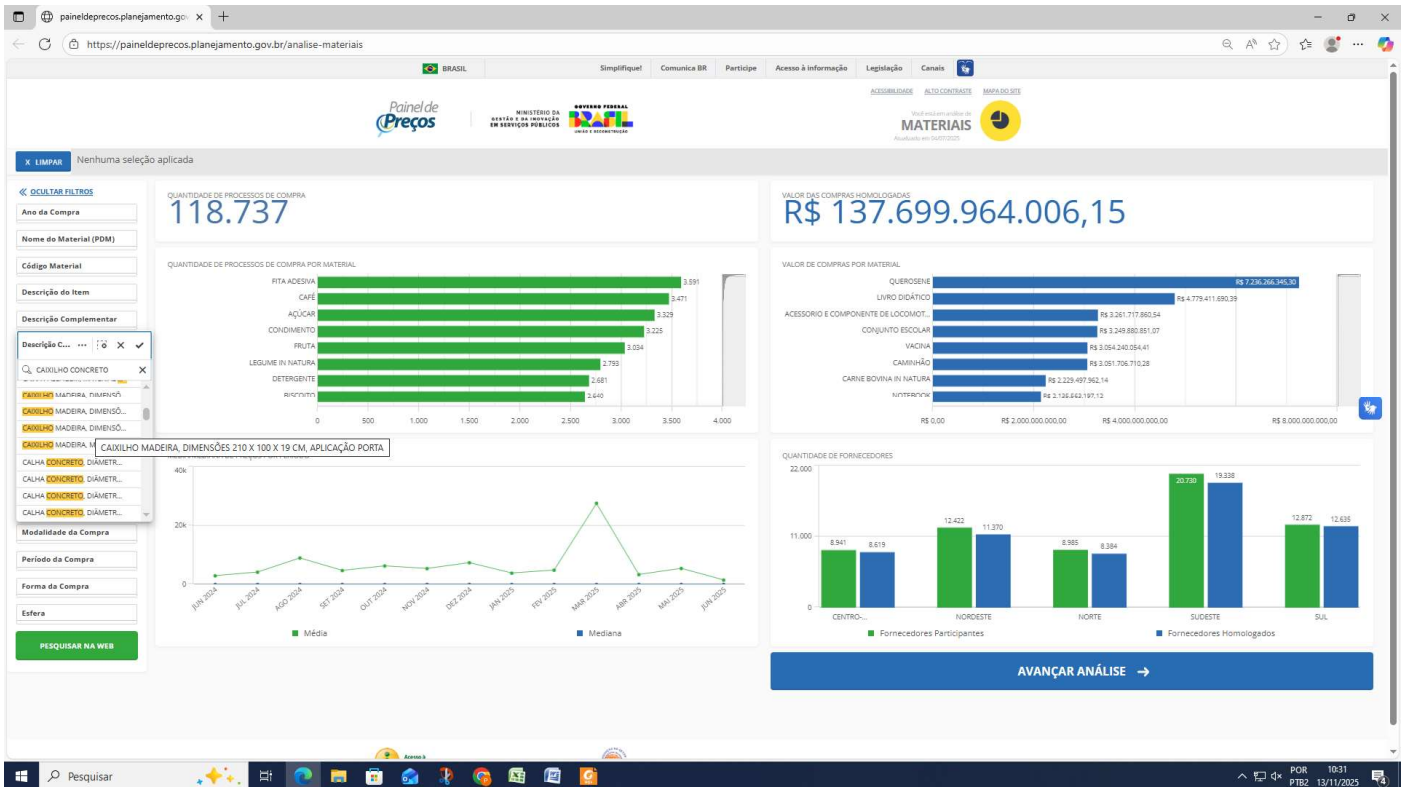 paineldeprecos.planejamento.gov
https://paineldeprecos.planejamento.gov.br/analise-materiais
BRASIL
Simplifique!
Comunica BR
Participe
Acesso à informação
Legislação
Canais
ACESSIBILIDADE
ALTO CONTRASTE
MAPA DO SITE
Painel de
Preços
MINISTÉRIO DA
GESTÃO E DA INOVAÇÃO
EM SERVIÇOS PÚBLICOS
GOVERNO FEDERAL
BRASIL
UNIÃO E RECONSTRUÇÃO
Você está em análise de
MATERIAIS
Atualizado em 04/07/2025
X LIMPAR
Nenhuma seleção aplicada
OCULTAR FILTROS
Ano da Compra
Nome do Material (PDM)
Código Material
Descrição do Item
Descrição Complementar
Descrição C...
CAIXILHO CONCRETO
CAIXILHO MADEIRA, DIMENSÕ...
CAIXILHO MADEIRA, DIMENSÕ...
CAIXILHO MADEIRA, DIMENSÕ...
CAIXILHO MADEIRA, M
CAIXILHO MADEIRA, DIMENSÕES 210 X 100 X 19 CM, APLICAÇÃO PORTA
CALHA CONCRETO, DIÂMETR...
CALHA CONCRETO, DIÂMETR...
CALHA CONCRETO, DIÂMETR...
CALHA CONCRETO, DIÂMETR...
Modalidade da Compra
Período da Compra
Forma da Compra
Esfera
PESQUISAR NA WEB
QUANTIDADE DE PROCESSOS DE COMPRA
118.737
VALOR DAS COMPRAS HOMOLOGADAS
R$ 137.699.964.006,15
QUANTIDADE DE PROCESSOS DE COMPRA POR MATERIAL
FITA ADESIVA 3.591
CAFÉ 3.471
AÇÚCAR 3.329
CONDIMENTO 3.225
FRUTA 3.034
LEGUME IN NATURA 2.793
DETERGENTE 2.681
BISCOITO 2.640
0 500 1.000 1.500 2.000 2.500 3.000 3.500 4.000
VALOR DE COMPRAS POR MATERIAL
QUEROSENE R$ 7.236.266.345,30
LIVRO DIDÁTICO R$ 4.779.411.690,39
ACESSORIO E COMPONENTE DE LOCOMOT... R$ 3.261.717.860,54
CONJUNTO ESCOLAR R$ 3.249.880.851,07
VACINA R$ 3.054.240.054,41
CAMINHÃO R$ 3.051.706.710,28
CARNE BOVINA IN NATURA R$ 2.229.497.962,14
NOTEBOOK
R$ 0,00 R$ 2.000.000.000,00 R$ 4.000.000.000,00 R$ 8.000.000.000,00
40k
20k
0
JUN 2024 JUL 2024 AGO 2024 SET 2024 OUT 2024 NOV 2024 DEZ 2024 JAN 2025 FEV 2025 MAR 2025 ABR 2025 MAI 2025 JUN 2025
Média
Mediana
QUANTIDADE DE FORNECEDORES
22.000
11.000
0
8.941 8.619
12.422 11.370
8.985 8.384
20.730 19.338
12.872 12.635
CENTRO-... NORDESTE NORTE SUDESTE SUL
Fornecedores Participantes
Fornecedores Homologados
AVANÇAR ANÁLISE
Acesso à
Pesquisar
POR 10:31
PTB2 13/11/2025
4